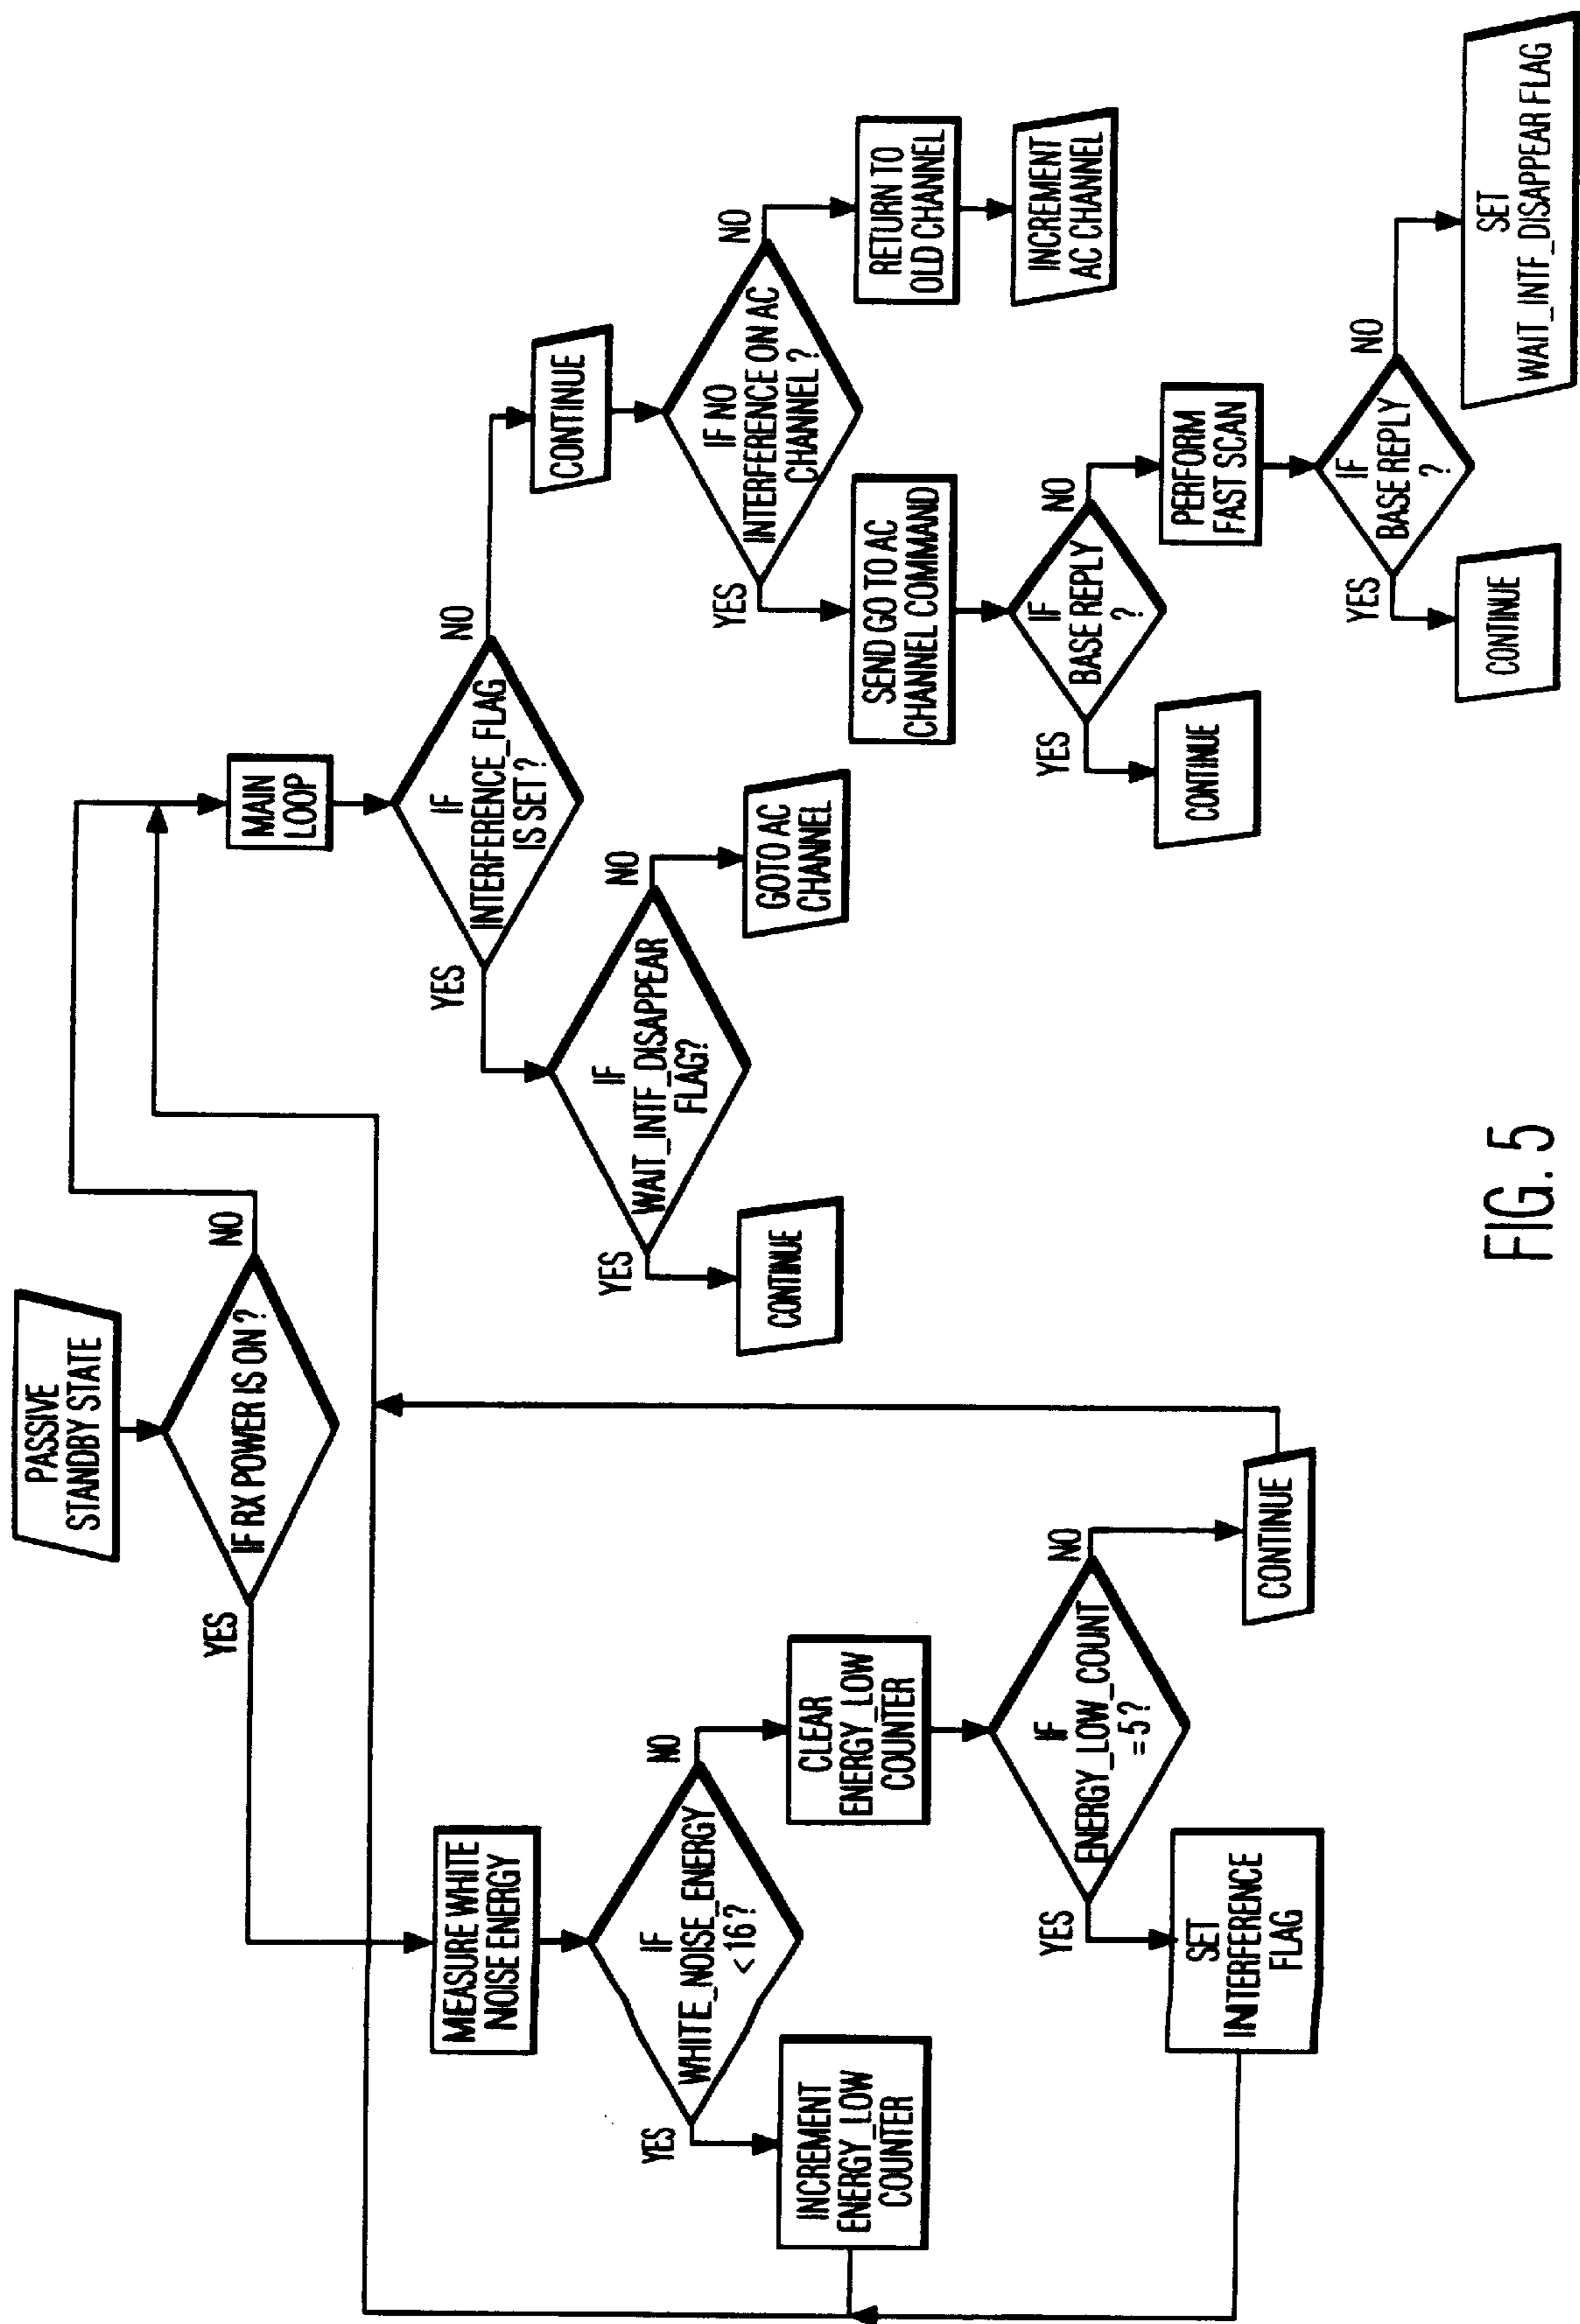 PASSIVE
STANDBY STATE
IF RX POWER IS ON ?
YES
NO
MEASURE WHITE
NOISE ENERGY
IF
WHITE_NOISE_ENERGY
< 16 ?
YES
NO
INCREMENT
ENERGY_LOW
COUNTER
CLEAR
ENERGY_LOW
COUNTER
IF
ENERGY_LOW_COUNT
= 5 ?
YES
NO
SET
INTERFERENCE
FLAG
CONTINUE
MAIN
LOOP
IF
INTERFERENCE_FLAG
IS SET ?
YES
NO
IF
WAIT_INTF_DISAPPEAR
FLAG?
YES
NO
CONTINUE
GOTO AC
CHANNEL
CONTINUE
IF NO
INTERFERENCE ON AC
CHANNEL ?
YES
NO
SEND GO TO AC
CHANNEL COMMAND
RETURN TO
OLD CHANNEL
INCREMENT
AC CHANNEL
IF
BASE REPLY
?
YES
NO
CONTINUE
PERFORM
FAST SCAN
IF
BASE REPLY
?
YES
NO
CONTINUE
SET
WAIT_INTF_DISAPPEAR FLAG
FIG. 5